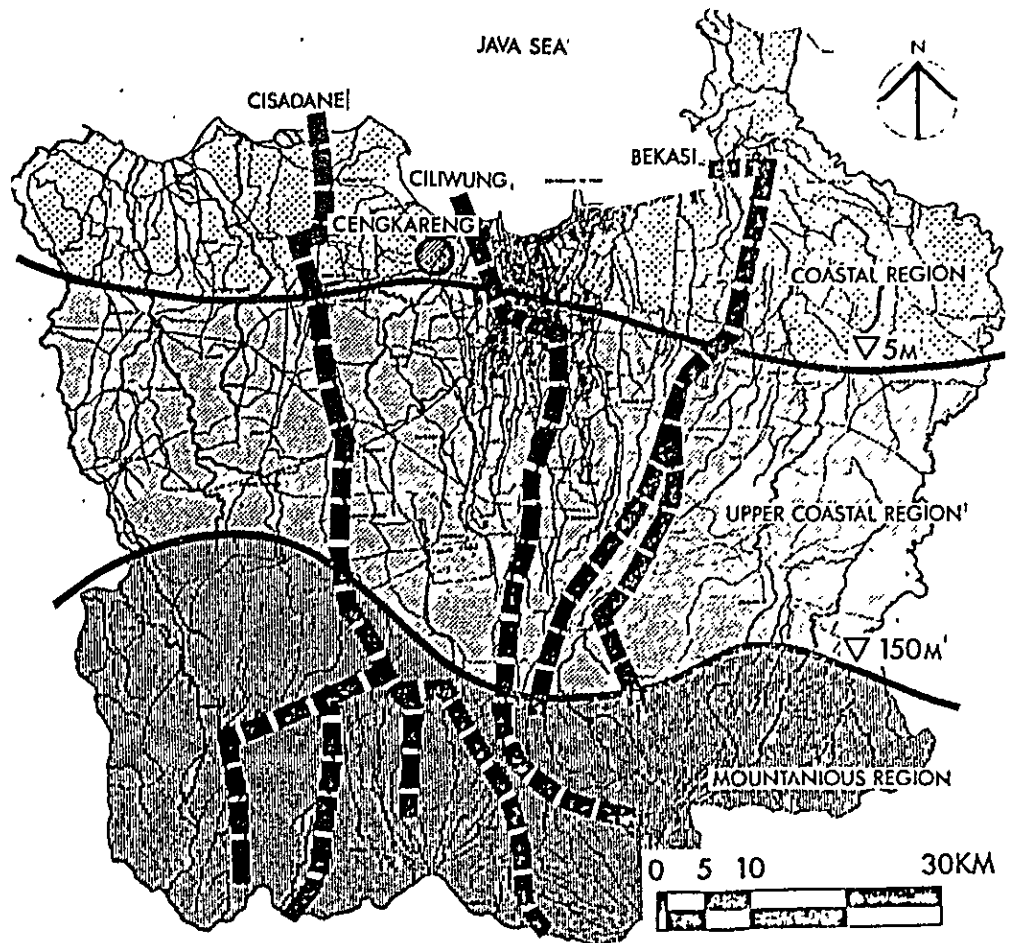 JAVA SEA
N
CISADANE
CILIWUNG
BEKASI
CENGKARENG
COASTAL REGION
5M
UPPER COASTAL REGION
150M
MOUNTANIOUS REGION
0 5 10 30KM